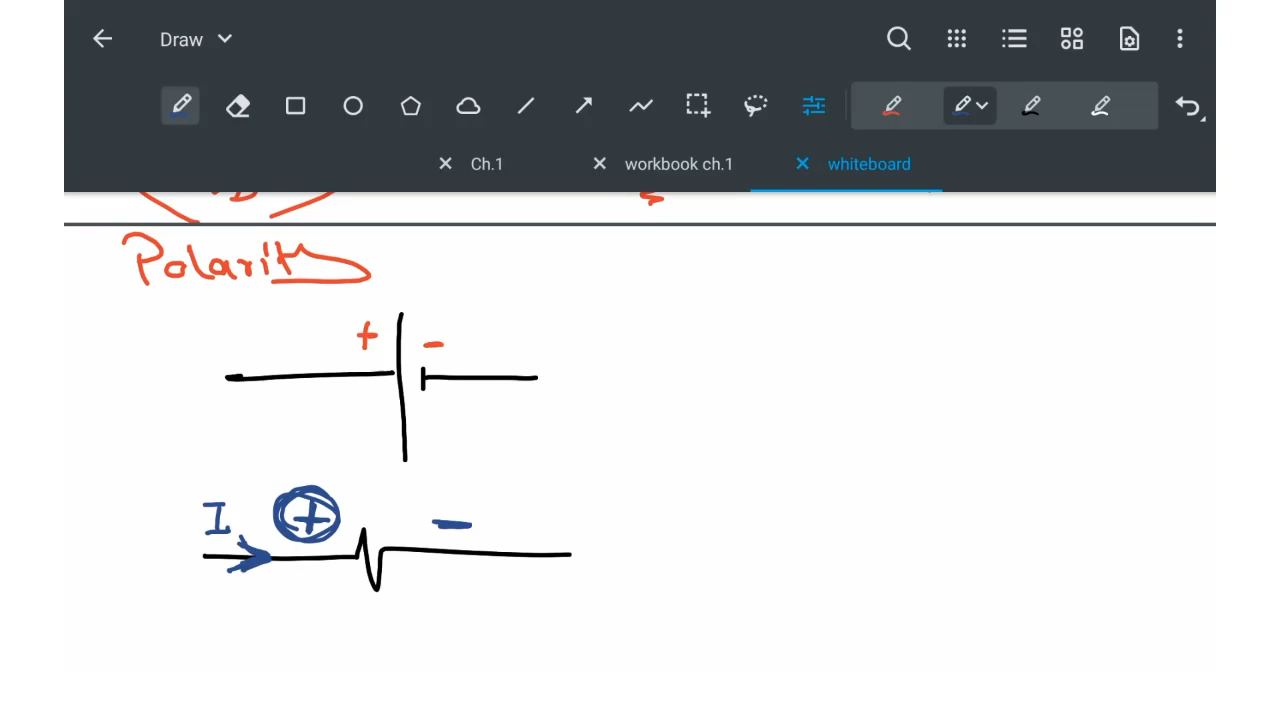 Draw
Ch.1 workbook ch.1 whiteboard
Polarity
+ -
I + -